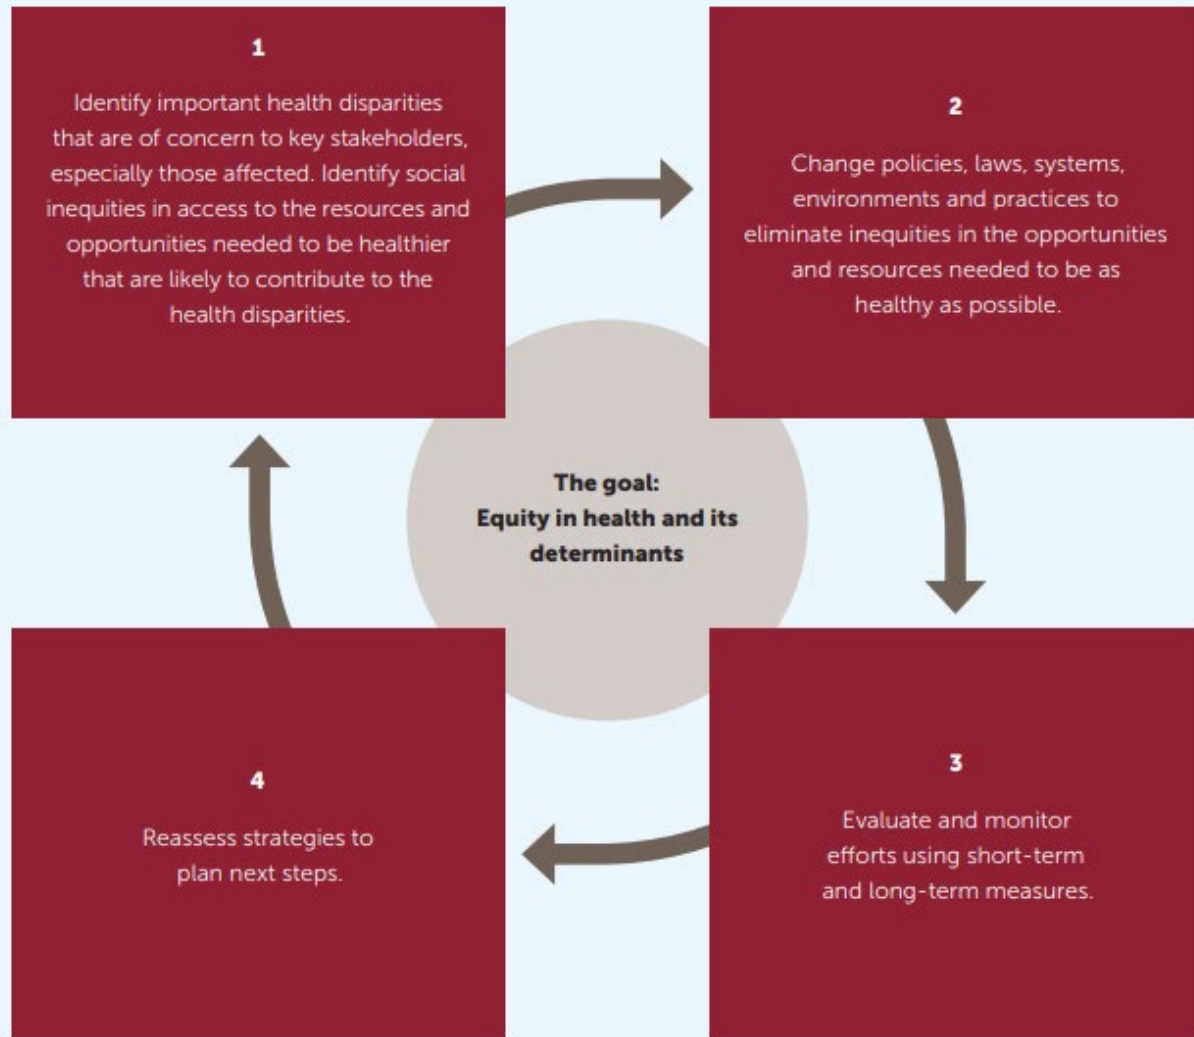 1
Identify important health disparities
that are of concern to key stakeholders,
especially those affected. Identify social
inequities in access to the resources and
opportunities needed to be healthier
that are likely to contribute to the
health disparities.
2
Change policies, laws, systems,
environments and practices to
eliminate inequities in the opportunities
and resources needed to be as
healthy as possible.
The goal:
Equity in health and its
determinants
3
Evaluate and monitor
efforts using short-term
and long-term measures.
4
Reassess strategies to
plan next steps.